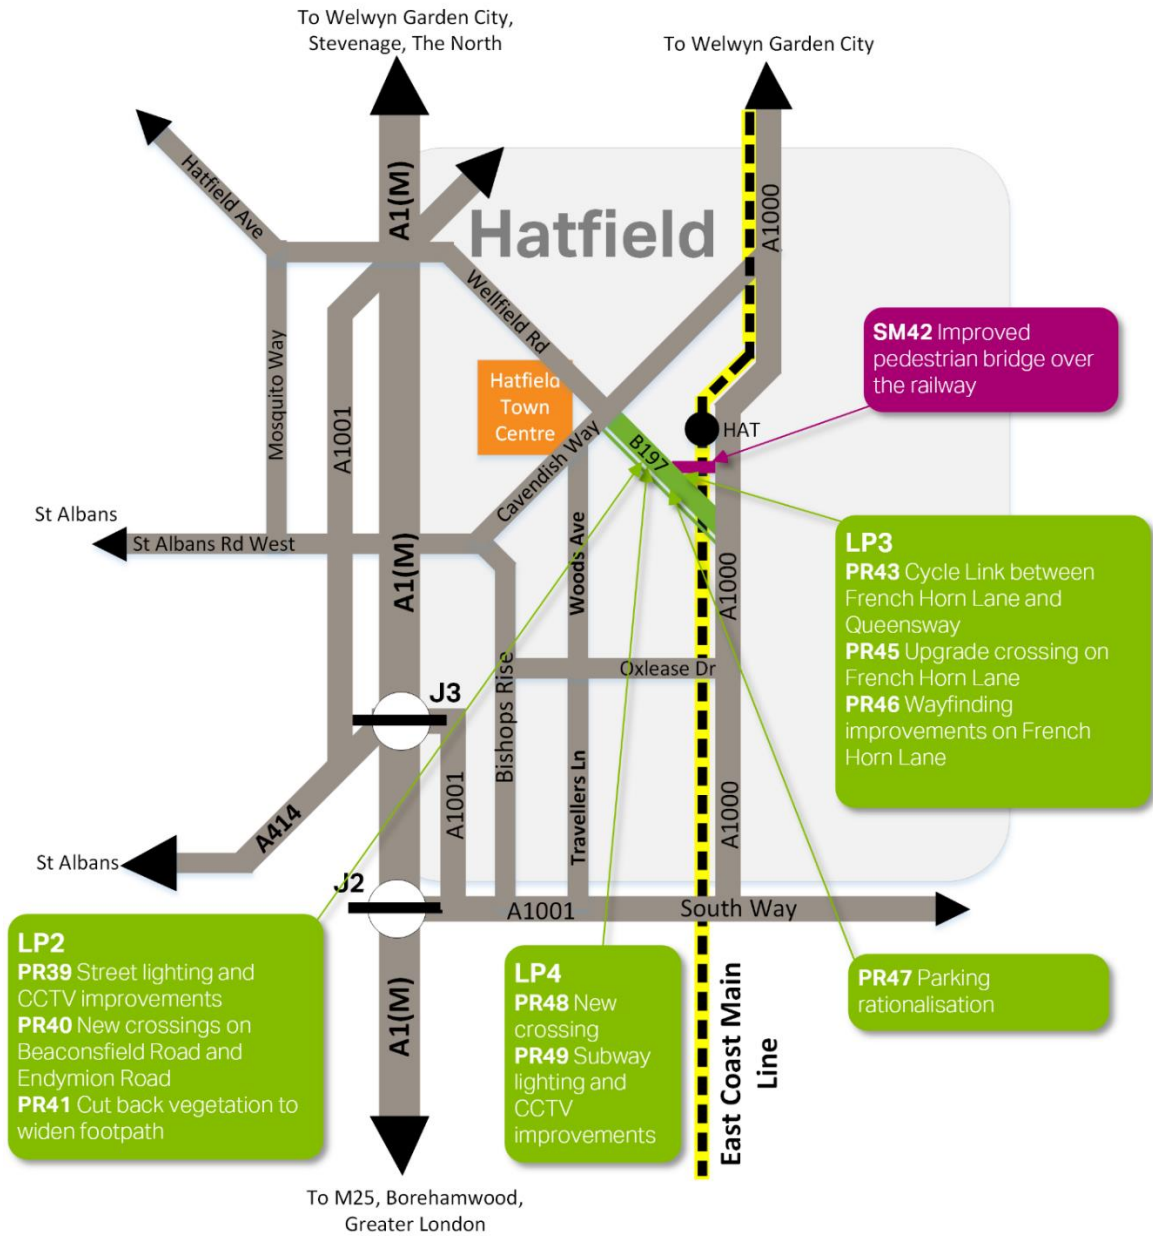 To Welwyn Garden City,
Stevenage, The North
To Welwyn Garden City
Hatfield Ave
A1(M)
Hatfield
A1000
Wellfield Rd
Mosquito Way
A1001
Hatfield
Town
Centre
Cavendish Way
B197
HAT
SM42 Improved
pedestrian bridge over
the railway
St Albans
St Albans Rd West
A1(M)
Woods Ave
A1000
LP3
PR43 Cycle Link between
French Horn Lane and
Queensway
PR45 Upgrade crossing on
French Horn Lane
PR46 Wayfinding
improvements on French
Horn Lane
Oxlease Dr
Bishops Rise
J3
A1001
Travellers Ln
A1000
A414
St Albans
J2
A1001
South Way
LP2
PR39 Street lighting and
CCTV improvements
PR40 New crossings on
Beaconsfield Road and
Endymion Road
PR41 Cut back vegetation to
widen footpath
A1(M)
LP4
PR48 New
crossing
PR49 Subway
lighting and
CCTV
improvements
East Coast Main
Line
PR47 Parking
rationalisation
To M25, Borehamwood,
Greater London